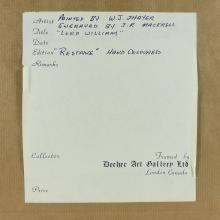 Artist PAINTED BY W.J. SHAYER
ENGRAVED BY J.R. MACKRELL
Title "LORD WILLIAM"
Date
Edition "RESTRIKE" HAND COLOURED
Remarks
Collector
Framed by
Decker Art Gallery Ltd
London Canada
Price